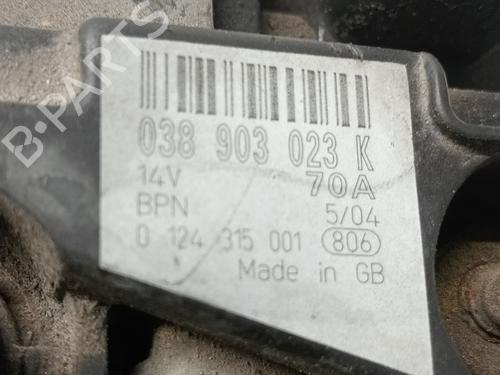 B-PARTS
038 903 023 K
14V 70A
BPN 5/04
0 124 315 001 806
Made in GB